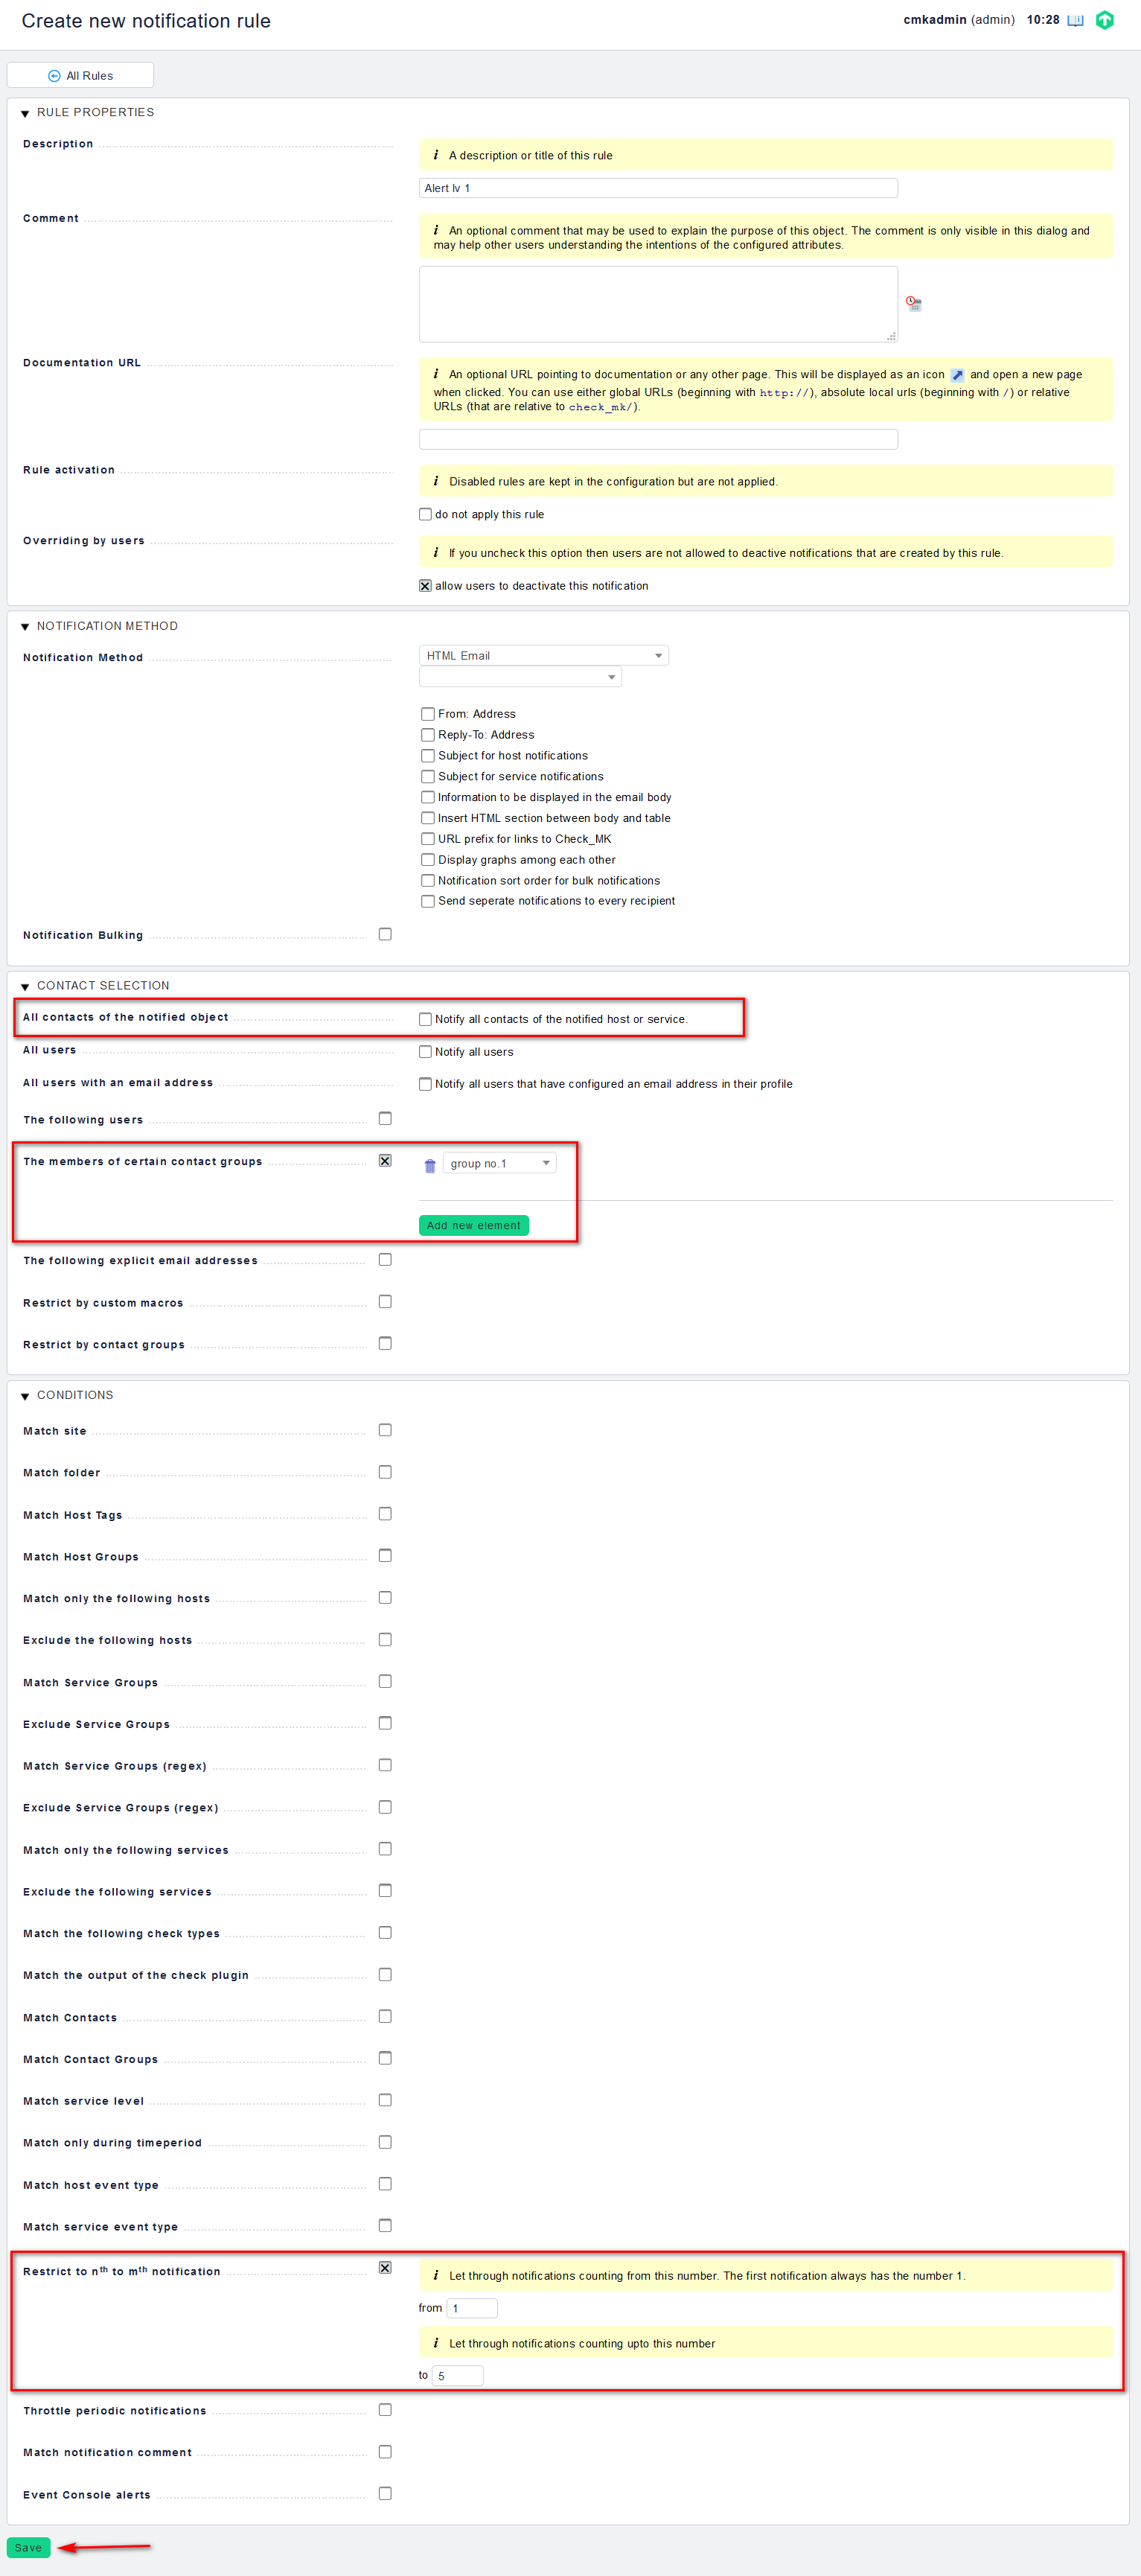 Create new notification rule
cmkadmin (admin) 10:28
All Rules
RULE PROPERTIES
Description
i A description or title of this rule
Alert lv 1
Comment
i An optional comment that may be used to explain the purpose of this object. The comment is only visible in this dialog and
may help other users understanding the intentions of the configured attributes.
Documentation URL
i An optional URL pointing to documentation or any other page. This will be displayed as an icon and open a new page
when clicked. You can use either global URLs (beginning with http://), absolute local urls (beginning with /) or relative
URLs (that are relative to check_mk/).
Rule activation
i Disabled rules are kept in the configuration but are not applied.
do not apply this rule
Overriding by users
i If you uncheck this option then users are not allowed to deactive notifications that are created by this rule.
allow users to deactivate this notification
NOTIFICATION METHOD
Notification Method
HTML Email
From: Address
Reply-To: Address
Subject for host notifications
Subject for service notifications
Information to be displayed in the email body
Insert HTML section between body and table
URL prefix for links to Check_MK
Display graphs among each other
Notification sort order for bulk notifications
Send seperate notifications to every recipient
Notification Bulking
CONTACT SELECTION
All contacts of the notified object
Notify all contacts of the notified host or service.
All users
Notify all users
All users with an email address
Notify all users that have configured an email address in their profile
The following users
The members of certain contact groups
group no.1
Add new element
The following explicit email addresses
Restrict by custom macros
Restrict by contact groups
CONDITIONS
Match site
Match folder
Match Host Tags
Match Host Groups
Match only the following hosts
Exclude the following hosts
Match Service Groups
Exclude Service Groups
Match Service Groups (regex)
Exclude Service Groups (regex)
Match only the following services
Exclude the following services
Match the following check types
Match the output of the check plugin
Match Contacts
Match Contact Groups
Match service level
Match only during timeperiod
Match host event type
Match service event type
Restrict to nth to mth notification
i Let through notifications counting from this number. The first notification always has the number 1.
from 1
i Let through notifications counting upto this number
to 5
Throttle periodic notifications
Match notification comment
Event Console alerts
Save